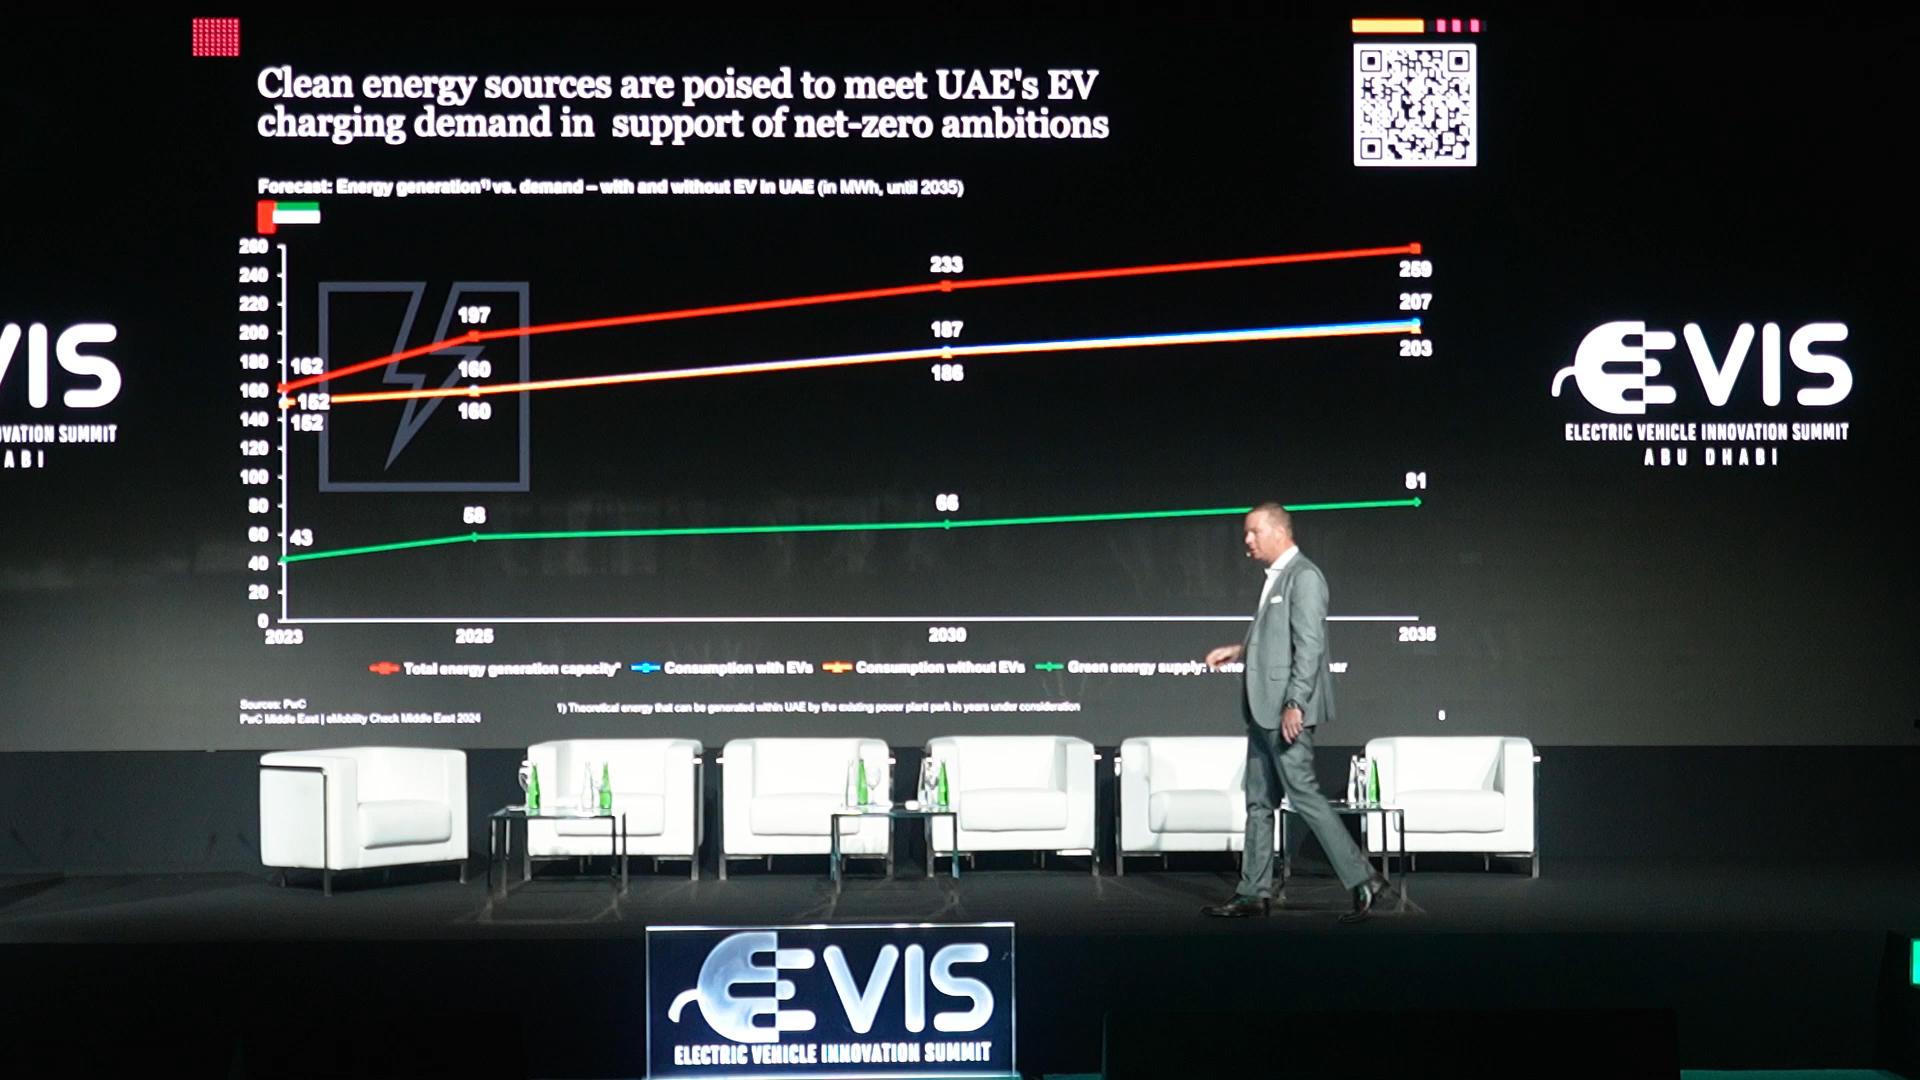 Clean energy sources are poised to meet UAE's EV
charging demand in support of net-zero ambitions
Forecast: Energy generation¹⁾ vs. demand – with and without EV in UAE (in MWh, until 2035)
260
240
220
200
180
160
140
120
100
80
60
40
20
0
162
152
152
43
197
160
160
58
233
187
186
66
259
207
203
81
2023
2025
2030
2035
Total energy generation capacity*
Consumption with EVs
Consumption without EVs
Green energy supply:
Sources: PwC
PwC Middle East | eMobility Check Middle East 2024
1) Theoretical energy that can be generated within UAE by the existing power plant park in years under consideration
VIS
VATION SUMMIT
ABI
EVIS
ELECTRIC VEHICLE INNOVATION SUMMIT
ABU DHABI
EVIS
ELECTRIC VEHICLE INNOVATION SUMMIT